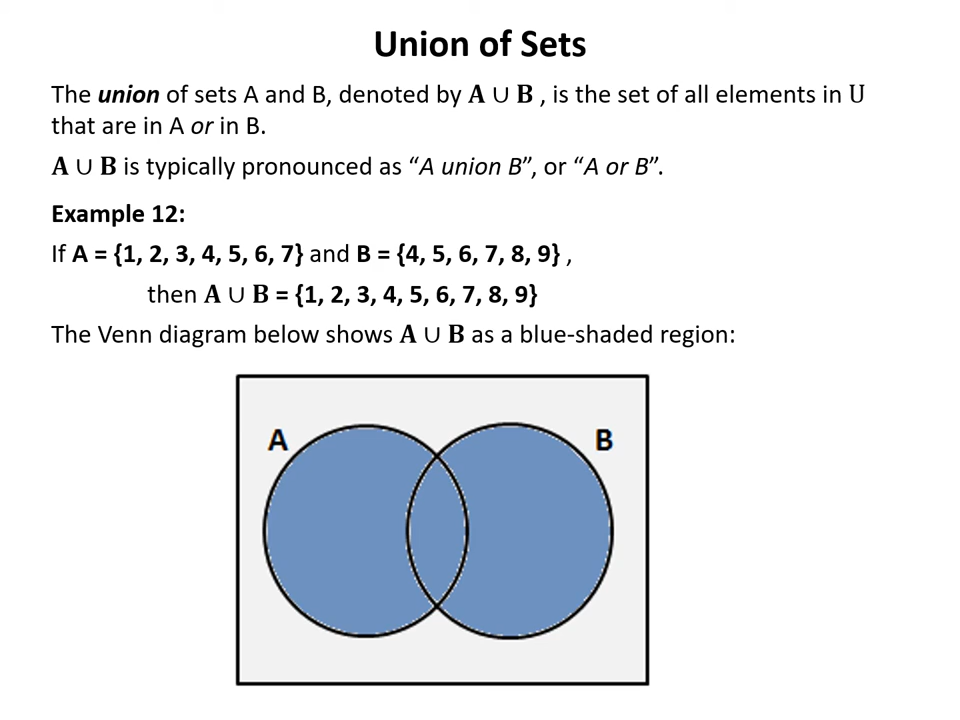 Union of Sets
The union of sets A and B, denoted by A ∪ B , is the set of all elements in U
that are in A or in B.
A ∪ B is typically pronounced as “A union B”, or “A or B”.
Example 12:
If A = {1, 2, 3, 4, 5, 6, 7} and B = {4, 5, 6, 7, 8, 9} ,
then A ∪ B = {1, 2, 3, 4, 5, 6, 7, 8, 9}
The Venn diagram below shows A ∪ B as a blue-shaded region:
A
B